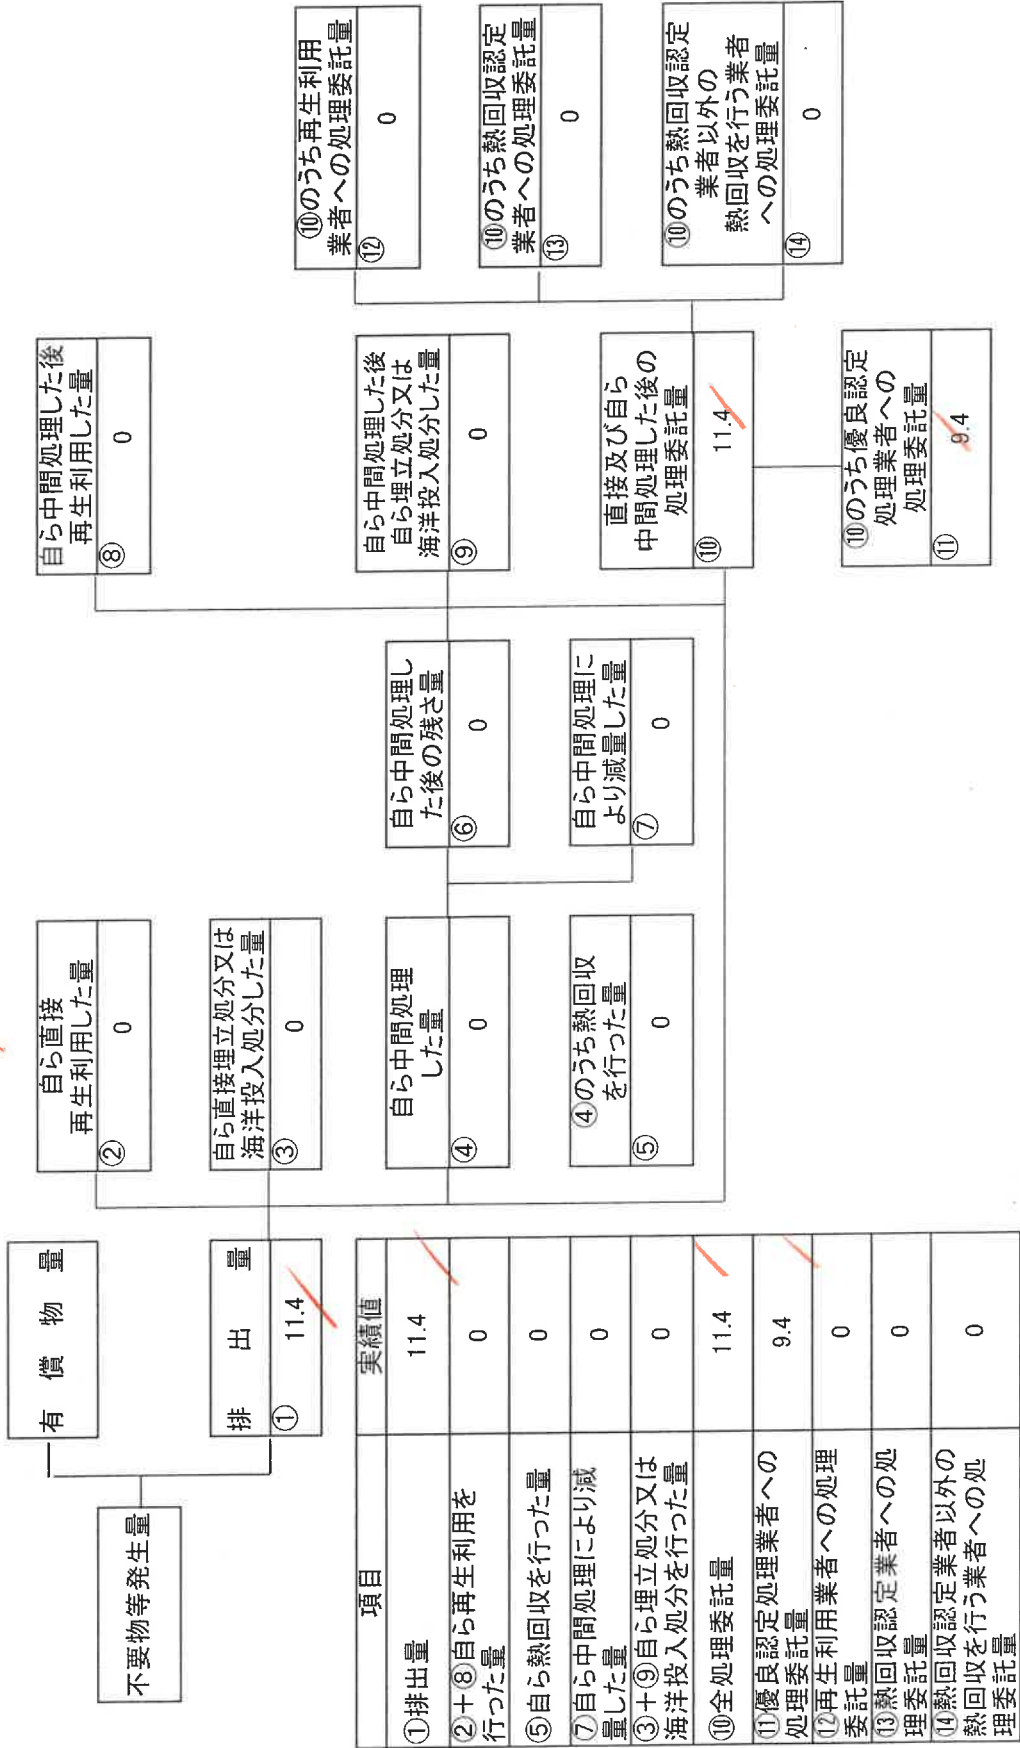 不要物等発生量
有償物量
排出量
①
11.4
自ら直接
再生利用した量
②
0
自ら直接埋立処分又は
海洋投入処分した量
③
0
自ら中間処理
した量
④
0
④のうち熱回収
を行った量
⑤
0
自ら中間処理し
た後の残さ量
⑥
0
自ら中間処理に
より減量した量
⑦
0
自ら中間処理した後
再生利用した量
⑧
0
自ら中間処理した後
自ら埋立処分又は
海洋投入処分した量
⑨
0
直接及び自ら
中間処理した後の
処理委託量
⑩
11.4
⑩のうち優良認定
処理業者への
処理委託量
⑪
9.4
⑩のうち再生利用
業者への処理委託量
⑫
0
⑩のうち熱回収認定
業者への処理委託量
⑬
0
⑩のうち熱回収認定
業者以外の
熱回収を行う業者
への処理委託量
⑭
0
項目 実績値
①排出量 11.4
②＋⑧自ら再生利用を
行った量 0
⑤自ら熱回収を行った量 0
⑦自ら中間処理により減
量した量 0
③＋⑨自ら埋立処分又は
海洋投入処分を行った量 0
⑩全処理委託量 11.4
⑪優良認定処理業者への
処理委託量 9.4
⑫再生利用業者への処理
委託量 0
⑬熱回収認定業者への処
理委託量 0
⑭熱回収認定業者以外の
熱回収を行う業者への処
理委託量 0